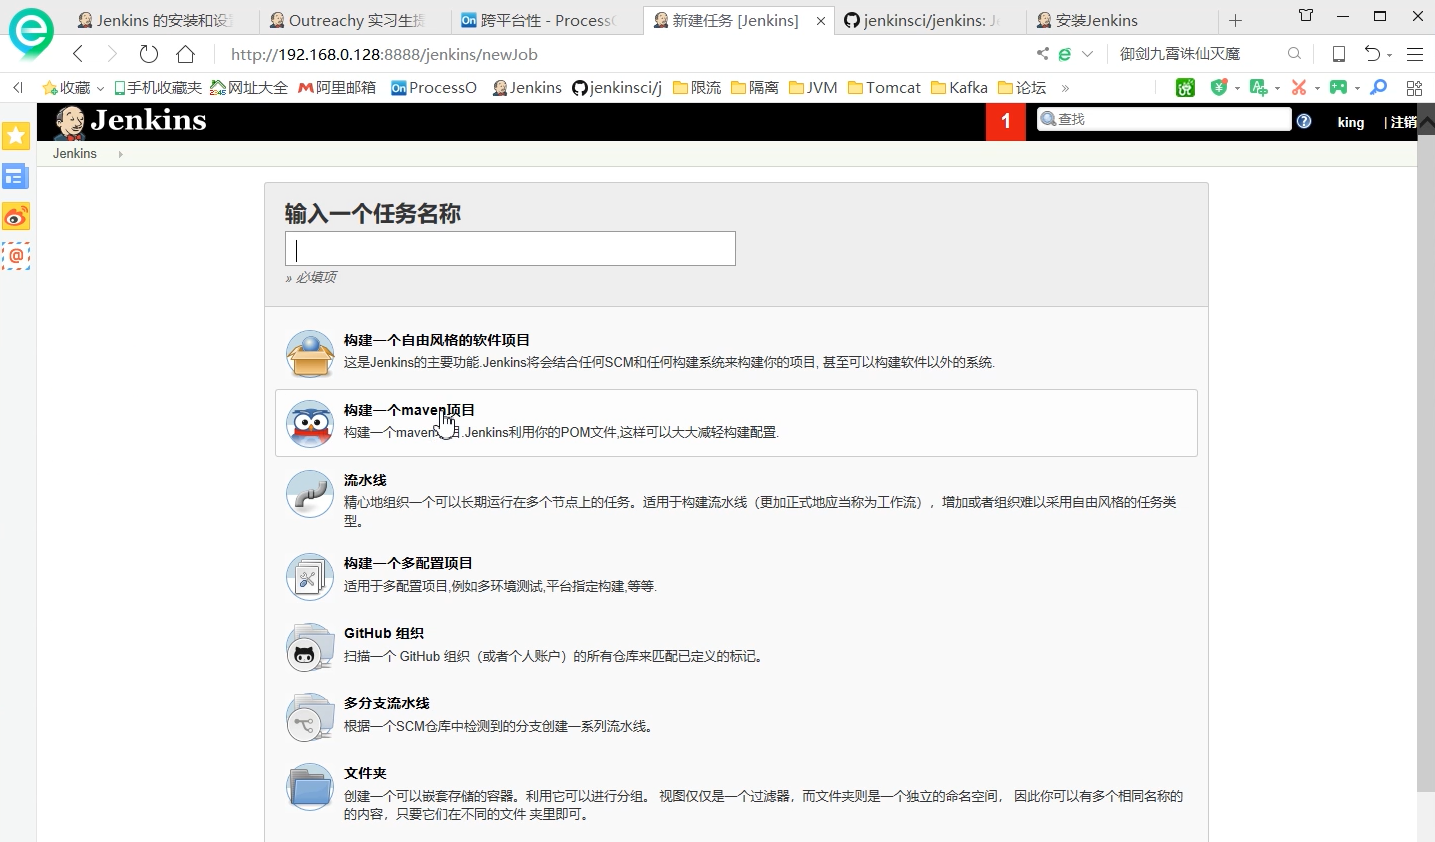 Jenkins 的安装和设
Outreachy 实习生提
On 跨平台性 - Process
新建任务 [Jenkins]
jenkinsci/jenkins: Je
安装Jenkins
http://192.168.0.128:8888/jenkins/newJob
御剑九霄诛仙灭魔
收藏
手机收藏夹
网址大全
阿里邮箱
On ProcessO
Jenkins
jenkinsci/j
限流
隔离
JVM
Tomcat
Kafka
论坛
»
Jenkins
1
查找
king
| 注销
Jenkins
输入一个任务名称
» 必填项
构建一个自由风格的软件项目
这是Jenkins的主要功能.Jenkins将会结合任何SCM和任何构建系统来构建你的项目, 甚至可以构建软件以外的系统.
构建一个maven项目
构建一个maven项目.Jenkins利用你的POM文件,这样可以大大减轻构建配置.
流水线
精心地组织一个可以长期运行在多个节点上的任务。适用于构建流水线（更加正式地应当称为工作流），增加或者组织难以采用自由风格的任务类
型。
构建一个多配置项目
适用于多配置项目,例如多环境测试,平台指定构建,等等.
GitHub 组织
扫描一个 GitHub 组织（或者个人账户）的所有仓库来匹配已定义的标记。
多分支流水线
根据一个SCM仓库中检测到的分支创建一系列流水线。
文件夹
创建一个可以嵌套存储的容器。利用它可以进行分组。 视图仅仅是一个过滤器，而文件夹则是一个独立的命名空间， 因此你可以有多个相同名称的
的内容，只要它们在不同的文件 夹里即可。